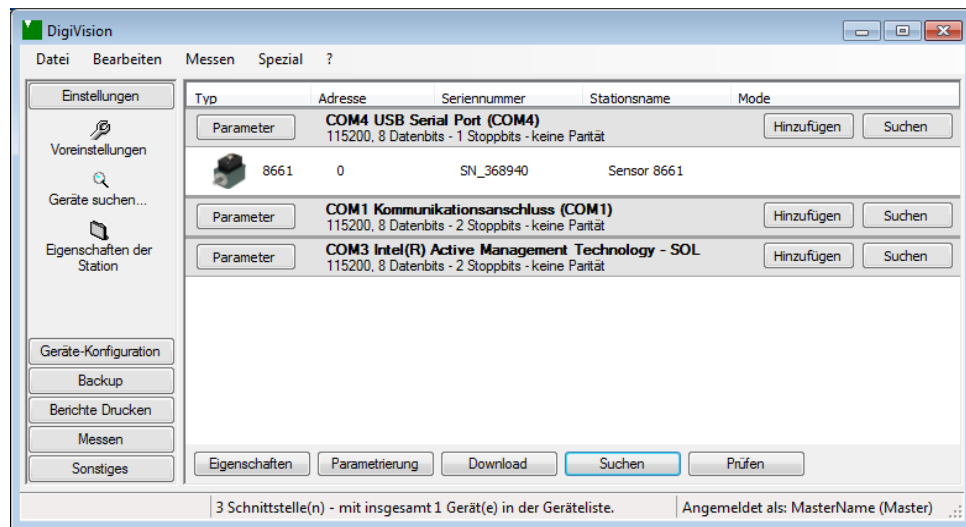 DigiVision
Datei Bearbeiten Messen Spezial ?
Einstellungen
Voreinstellungen
Geräte suchen...
Eigenschaften der
Station
Geräte-Konfiguration
Backup
Berichte Drucken
Messen
Sonstiges
Typ Adresse Seriennummer Stationsname Mode
Parameter COM4 USB Serial Port (COM4) Hinzufügen Suchen
115200, 8 Datenbits - 1 Stoppbits - keine Parität
8661 0 SN_368940 Sensor 8661
Parameter COM1 Kommunikationsanschluss (COM1) Hinzufügen Suchen
115200, 8 Datenbits - 2 Stoppbits - keine Parität
Parameter COM3 Intel(R) Active Management Technology - SOL Hinzufügen Suchen
115200, 8 Datenbits - 2 Stoppbits - keine Parität
Eigenschaften Parametrierung Download Suchen Prüfen
3 Schnittstelle(n) - mit insgesamt 1 Gerät(e) in der Geräteliste. Angemeldet als: MasterName (Master)